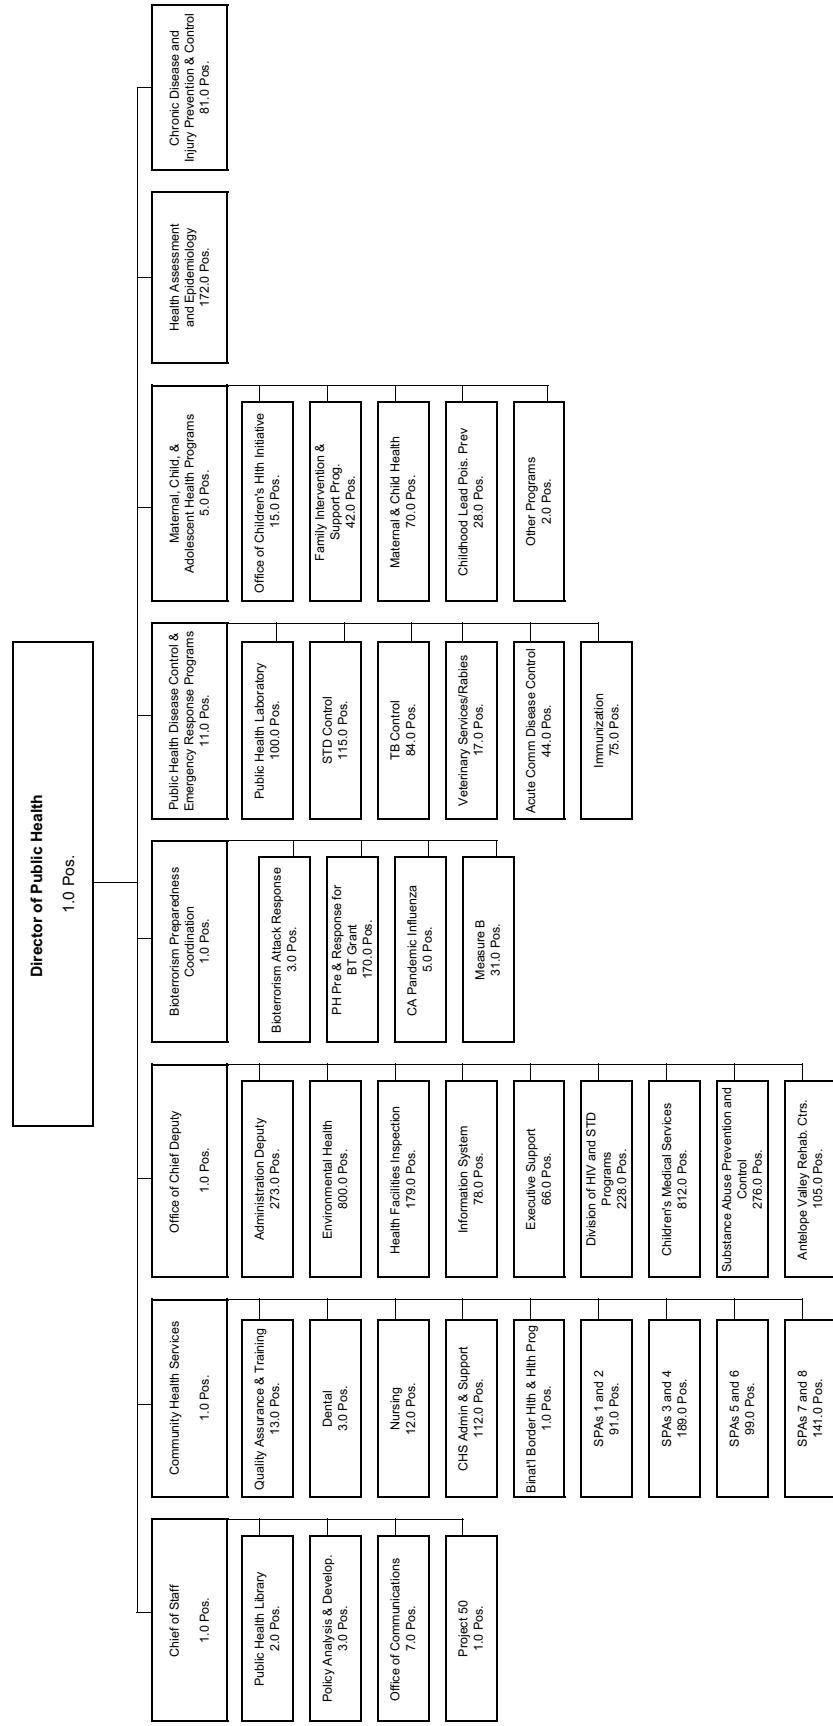 Director of Public Health
1.0 Pos.
Chief of Staff
1.0 Pos.
Public Health Library
2.0 Pos.
Policy Analysis & Develop.
3.0 Pos.
Office of Communications
7.0 Pos.
Project 50
1.0 Pos.
Community Health Services
1.0 Pos.
Quality Assurance & Training
13.0 Pos.
Dental
3.0 Pos.
Nursing
12.0 Pos.
CHS Admin & Support
112.0 Pos.
Binat'l Border Hlth & Hlth Prog
1.0 Pos.
SPAs 1 and 2
91.0 Pos.
SPAs 3 and 4
189.0 Pos.
SPAs 5 and 6
99.0 Pos.
SPAs 7 and 8
141.0 Pos.
Office of Chief Deputy
1.0 Pos.
Administration Deputy
273.0 Pos.
Environmental Health
800.0 Pos.
Health Facilities Inspection
179.0 Pos.
Information System
78.0 Pos.
Executive Support
66.0 Pos.
Division of HIV and STD
Programs
228.0 Pos.
Children's Medical Services
812.0 Pos.
Substance Abuse Prevention and
Control
276.0 Pos.
Antelope Valley Rehab. Ctrs.
105.0 Pos.
Bioterrorism Preparedness
Coordination
1.0 Pos.
Bioterrorism Attack Response
3.0 Pos.
PH Pre & Response for
BT Grant
170.0 Pos.
CA Pandemic Influenza
5.0 Pos.
Measure B
31.0 Pos.
Public Health Disease Control &
Emergency Response Programs
11.0 Pos.
Public Health Laboratory
100.0 Pos.
STD Control
115.0 Pos.
TB Control
84.0 Pos.
Veterinary Services/Rabies
17.0 Pos.
Acute Comm Disease Control
44.0 Pos.
Immunization
75.0 Pos.
Maternal, Child, &
Adolescent Health Programs
5.0 Pos.
Office of Children's Hlth Initiative
15.0 Pos.
Family Intervention &
Support Prog.
42.0 Pos.
Maternal & Child Health
70.0 Pos.
Childhood Lead Pois. Prev
28.0 Pos.
Other Programs
2.0 Pos.
Health Assessment
and Epidemiology
172.0 Pos.
Chronic Disease and
Injury Prevention & Control
81.0 Pos.